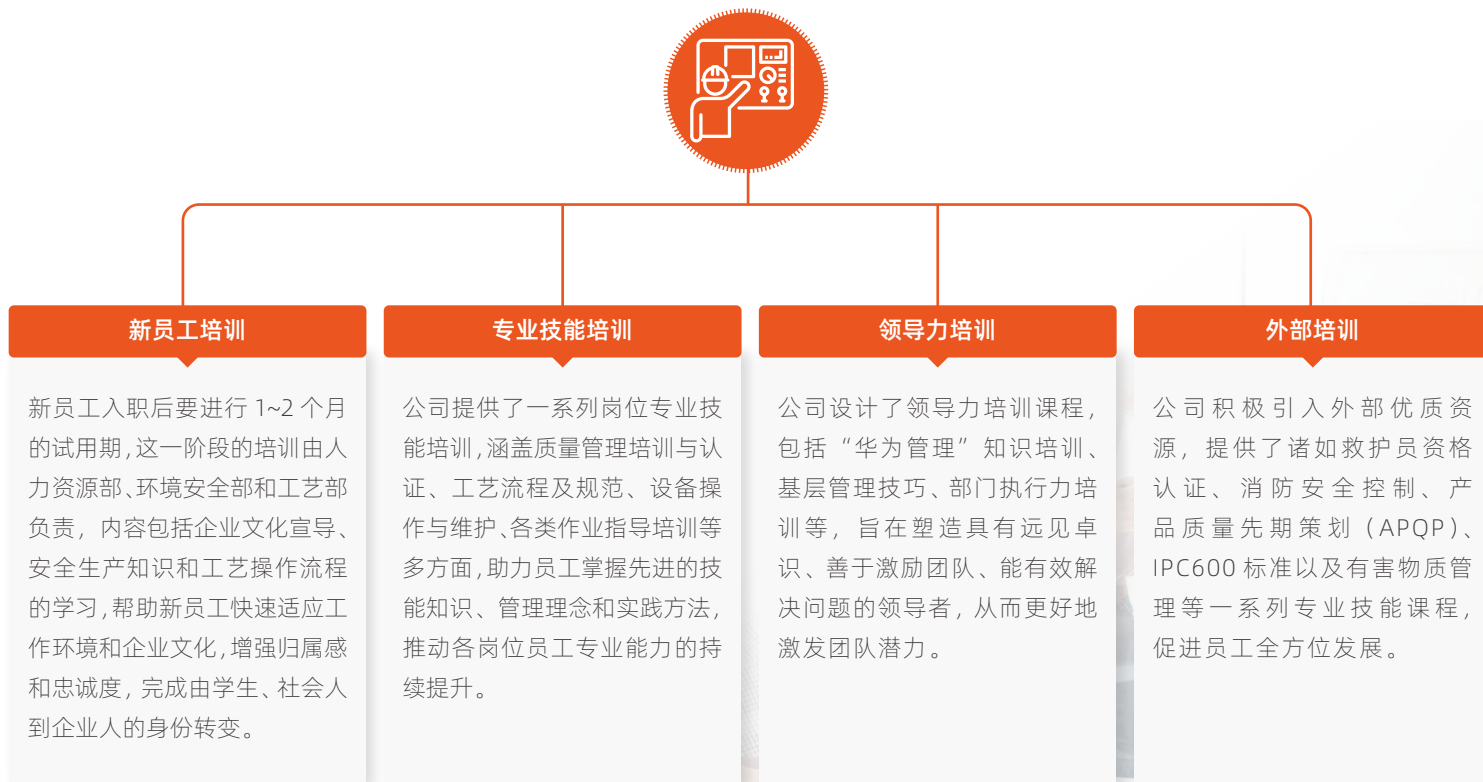 新员工培训
新员工入职后要进行 1~2 个月
的试用期，这一阶段的培训由人
力资源部、环境安全部和工艺部
负责，内容包括企业文化宣导、
安全生产知识和工艺操作流程
的学习，帮助新员工快速适应工
作环境和企业文化，增强归属感
和忠诚度，完成由学生、社会人
到企业人的身份转变。
专业技能培训
公司提供了一系列岗位专业技
能培训，涵盖质量管理培训与认
证、工艺流程及规范、设备操
作与维护、各类作业指导培训等
多方面，助力员工掌握先进的技
能知识、管理理念和实践方法，
推动各岗位员工专业能力的持
续提升。
领导力培训
公司设计了领导力培训课程，
包括“华为管理”知识培训、
基层管理技巧、部门执行力培
训等，旨在塑造具有远见卓
识、善于激励团队、能有效解
决问题的领导者，从而更好地
激发团队潜力。
外部培训
公司积极引入外部优质资
源，提供了诸如救护员资格
认证、消防安全控制、产
品质量先期策划（APQP）、
IPC600 标准以及有害物质管
理等一系列专业技能课程，
促进员工全方位发展。